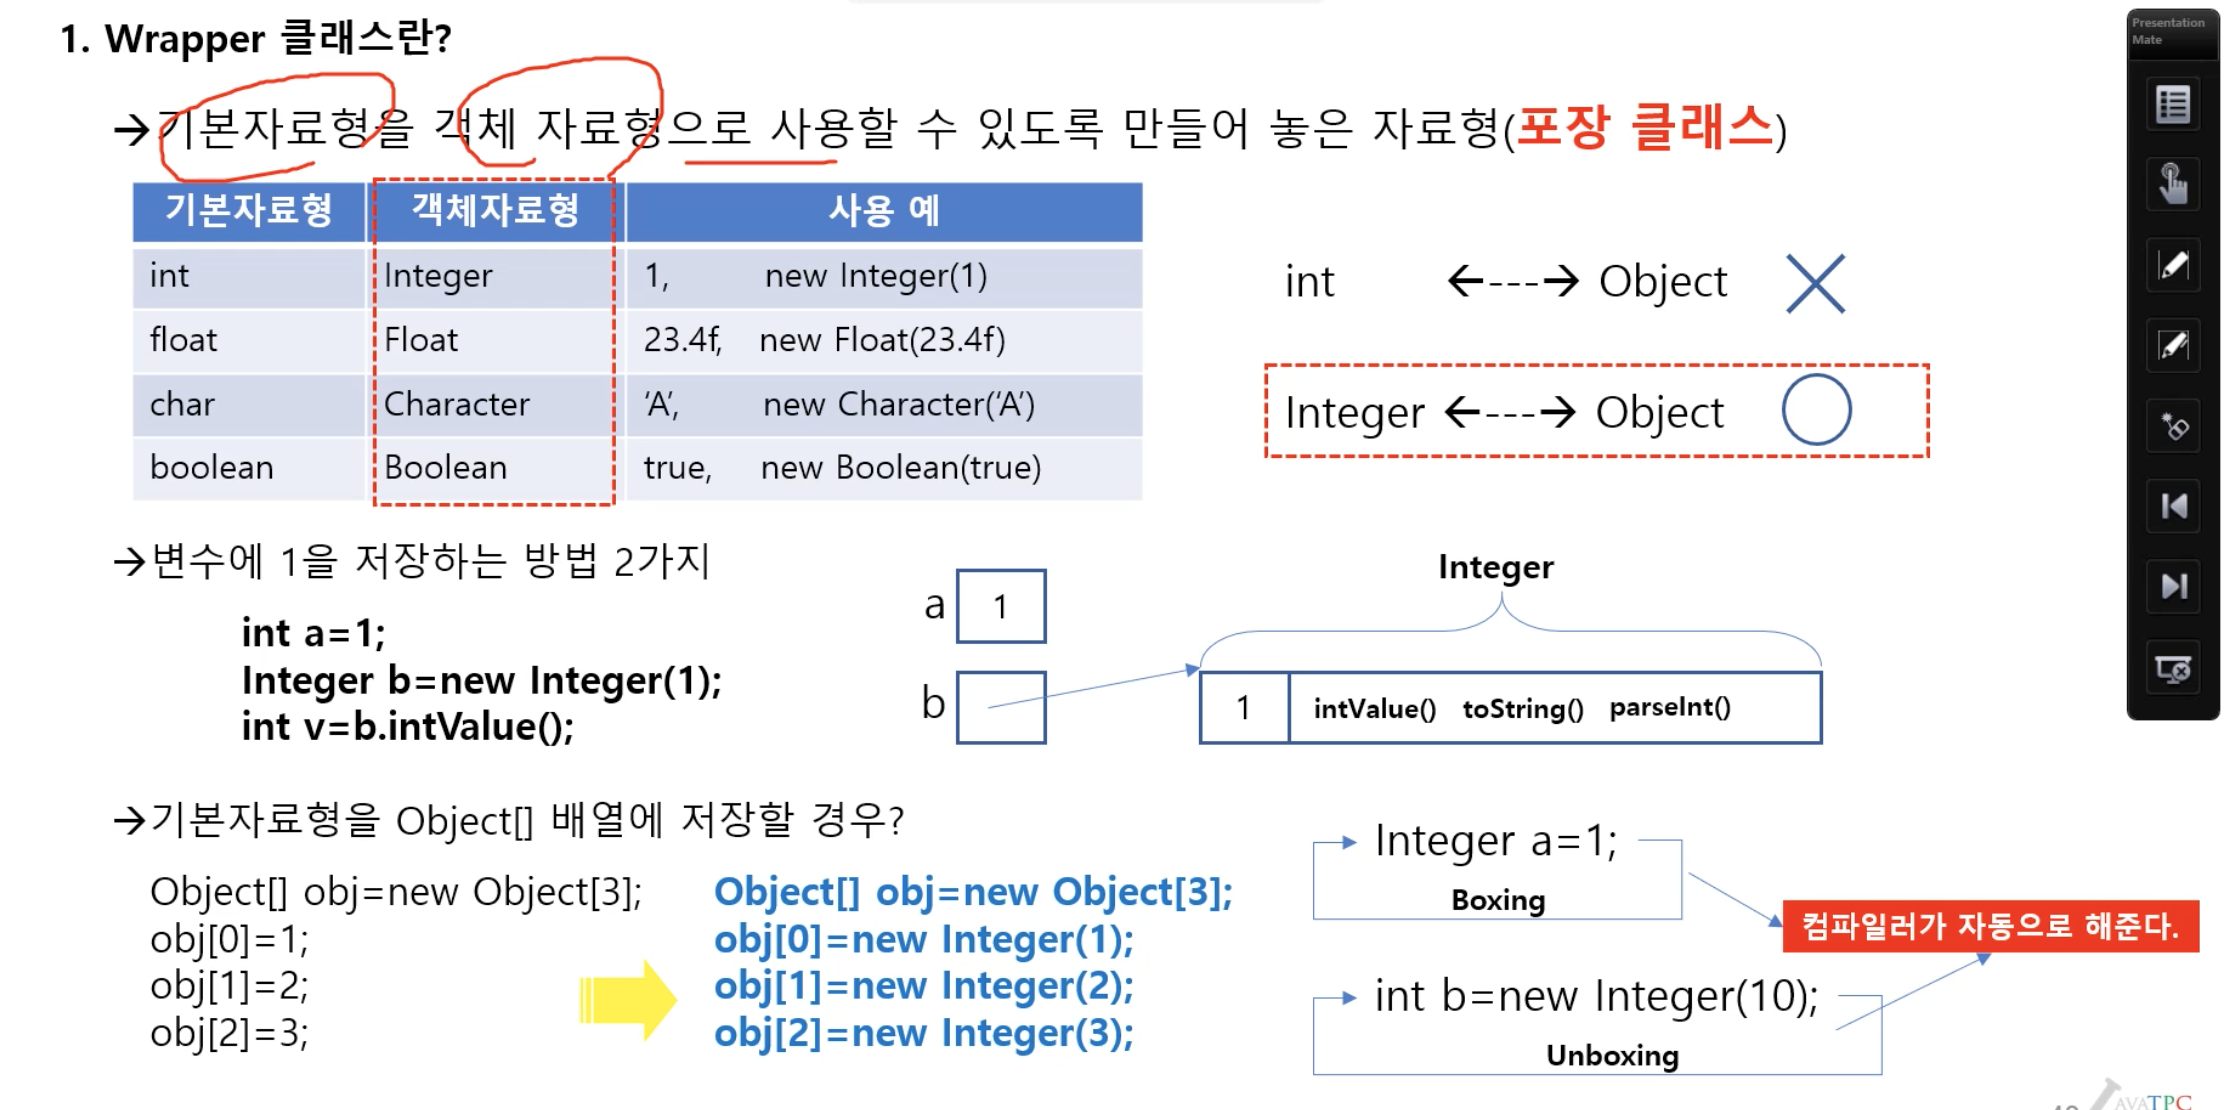 1. Wrapper 클래스란?
→기본자료형을 객체 자료형으로 사용할 수 있도록 만들어 놓은 자료형(포장 클래스)
기본자료형 객체자료형 사용 예
int Integer 1, new Integer(1)
float Float 23.4f, new Float(23.4f)
char Character ‘A’, new Character(‘A’)
boolean Boolean true, new Boolean(true)
int ←---→ Object
Integer ←---→ Object
→변수에 1을 저장하는 방법 2가지
int a=1;
Integer b=new Integer(1);
int v=b.intValue();
a 1
b
Integer
1 intValue() toString() parseInt()
→기본자료형을 Object[] 배열에 저장할 경우?
Object[] obj=new Object[3];
obj[0]=1;
obj[1]=2;
obj[2]=3;
Object[] obj=new Object[3];
obj[0]=new Integer(1);
obj[1]=new Integer(2);
obj[2]=new Integer(3);
Integer a=1;
Boxing
컴파일러가 자동으로 해준다.
int b=new Integer(10);
Unboxing
Presentation
Mate
AVATPC